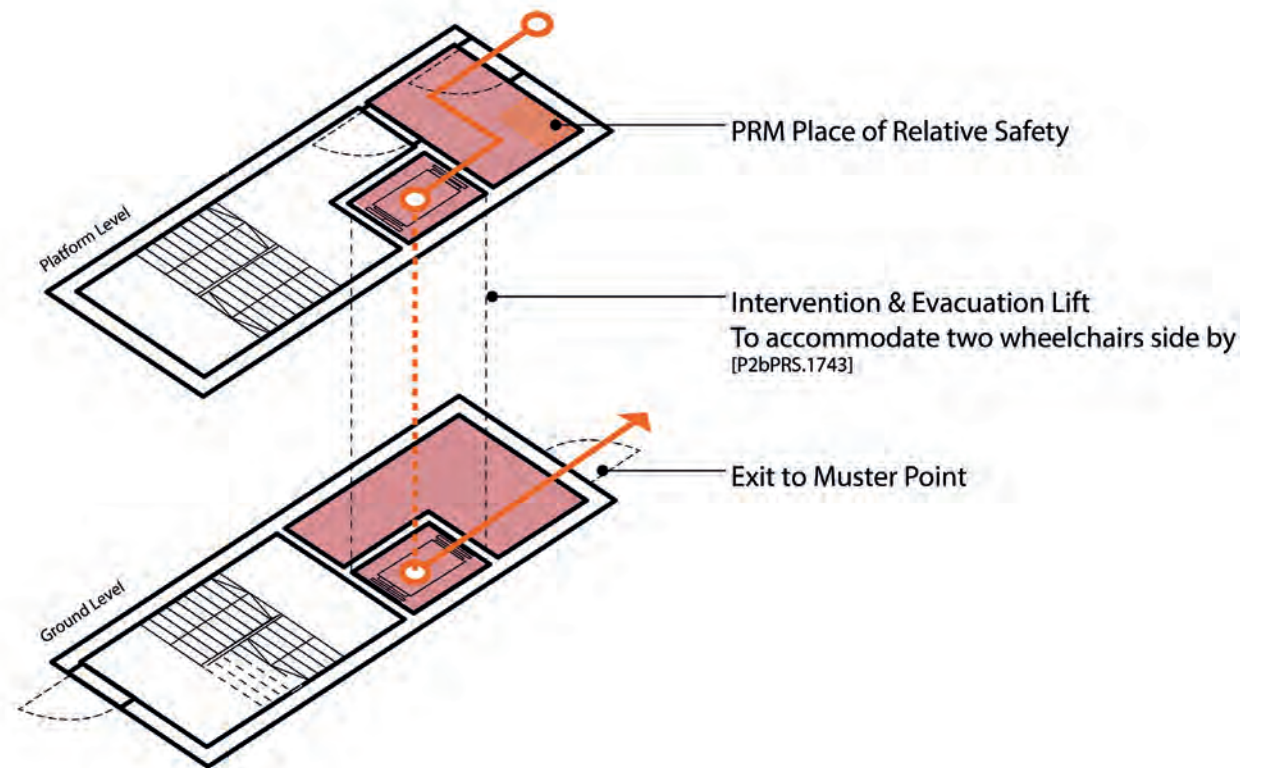 PRM Place of Relative Safety
Platform Level
Intervention & Evacuation Lift
To accommodate two wheelchairs side by
[P2bPRS.1743]
Exit to Muster Point
Ground Level